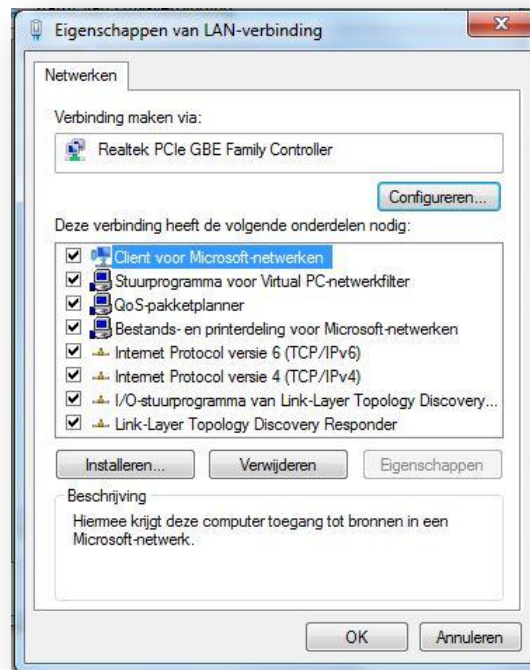 Eigenschappen van LAN-verbinding
Netwerken
Verbinding maken via:
Realtek PCIe GBE Family Controller
Configureren...
Deze verbinding heeft de volgende onderdelen nodig:
Client voor Microsoft-netwerken
Stuurprogramma voor Virtual PC-netwerkfilter
QoS-pakketplanner
Bestands- en printerdeling voor Microsoft-netwerken
Internet Protocol versie 6 (TCP/IPv6)
Internet Protocol versie 4 (TCP/IPv4)
I/O-stuurprogramma van Link-Layer Topology Discovery...
Link-Layer Topology Discovery Responder
Installeren... Verwijderen Eigenschappen
Beschrijving
Hiermee krijgt deze computer toegang tot bronnen in een
Microsoft-netwerk.
OK Annuleren